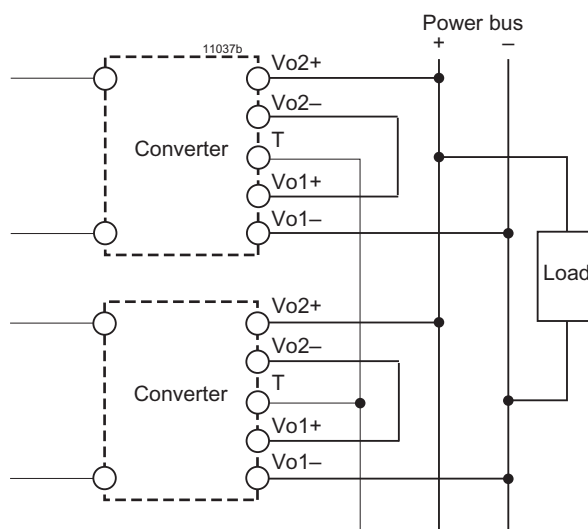 Power bus
+ –
11037b
Vo2+
Vo2–
T
Converter
Vo1+
Vo1–
Load
Vo2+
Vo2–
T
Converter
Vo1+
Vo1–